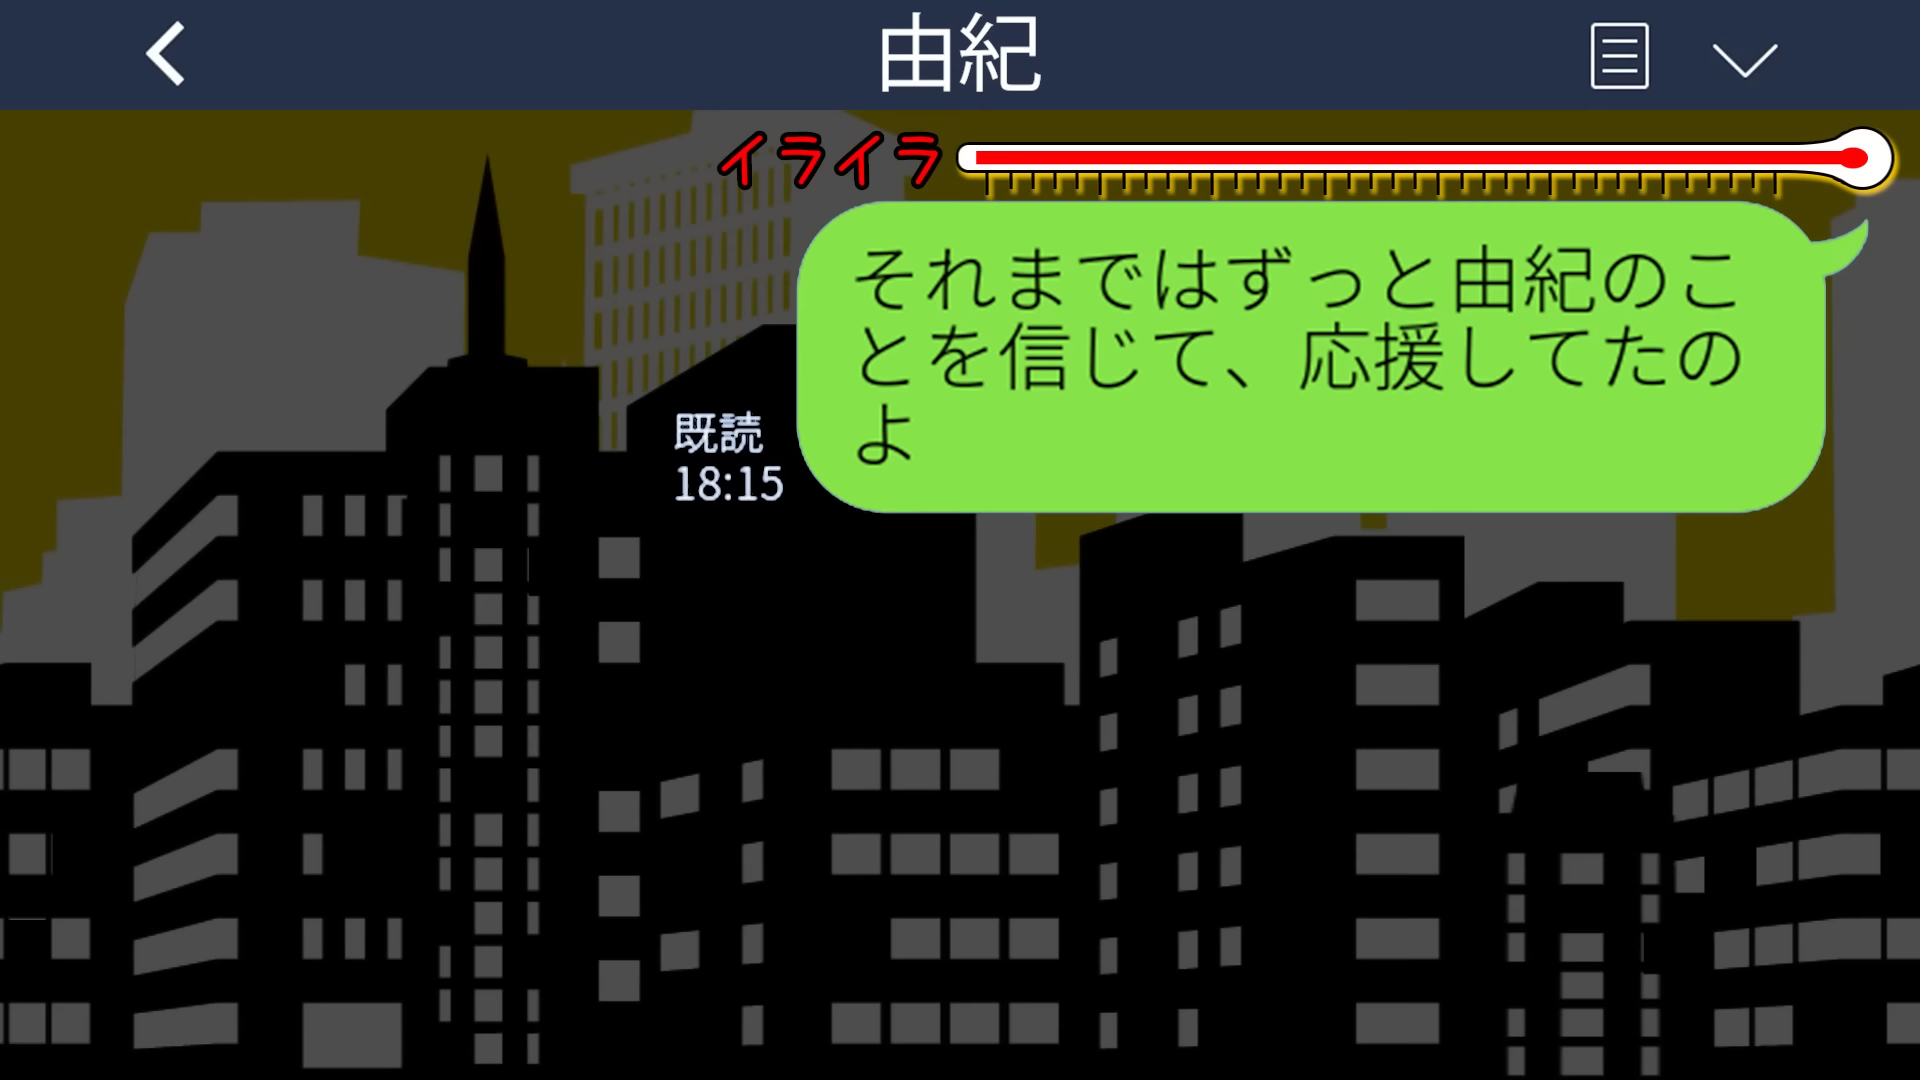 由紀
イライラ
それまではずっと由紀のこ
とを信じて、応援してたの
よ
既読
18:15